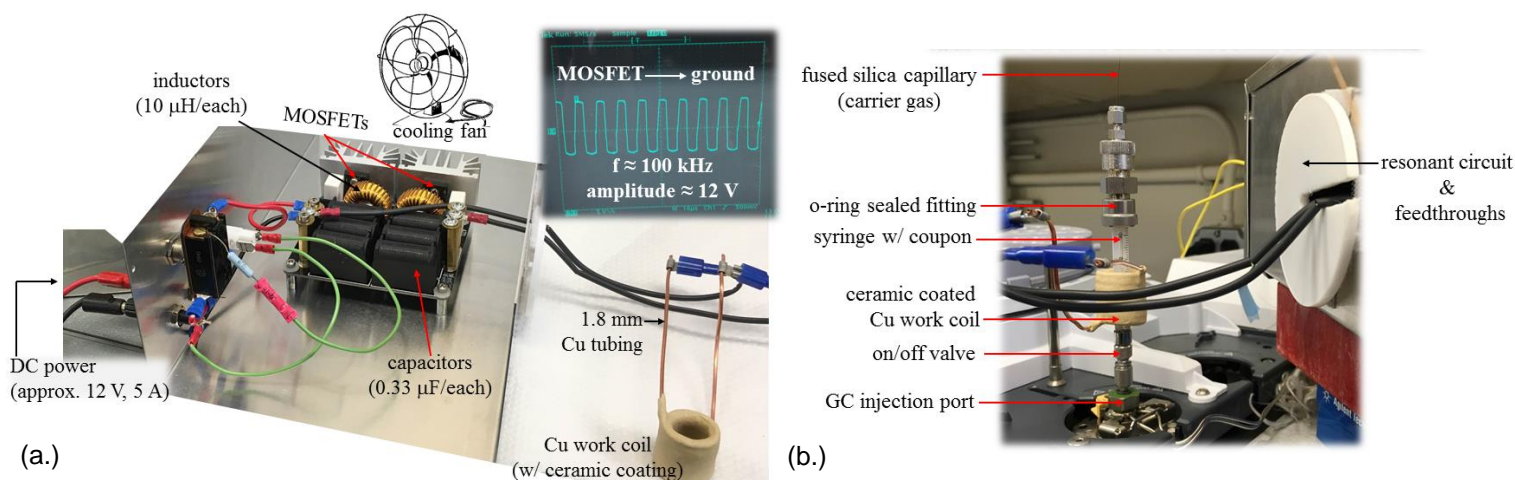 inductors
(10 µH/each)
MOSFETs
cooling fan
MOSFET
ground
f ≈ 100 kHz
amplitude ≈ 12 V
1.8 mm
Cu tubing
DC power
(approx. 12 V, 5 A)
capacitors
(0.33 µF/each)
Cu work coil
(w/ ceramic coating)
(a.)
fused silica capillary
(carrier gas)
o-ring sealed fitting
syringe w/ coupon
ceramic coated
Cu work coil
on/off valve
GC injection port
resonant circuit
&
feedthroughs
(b.)